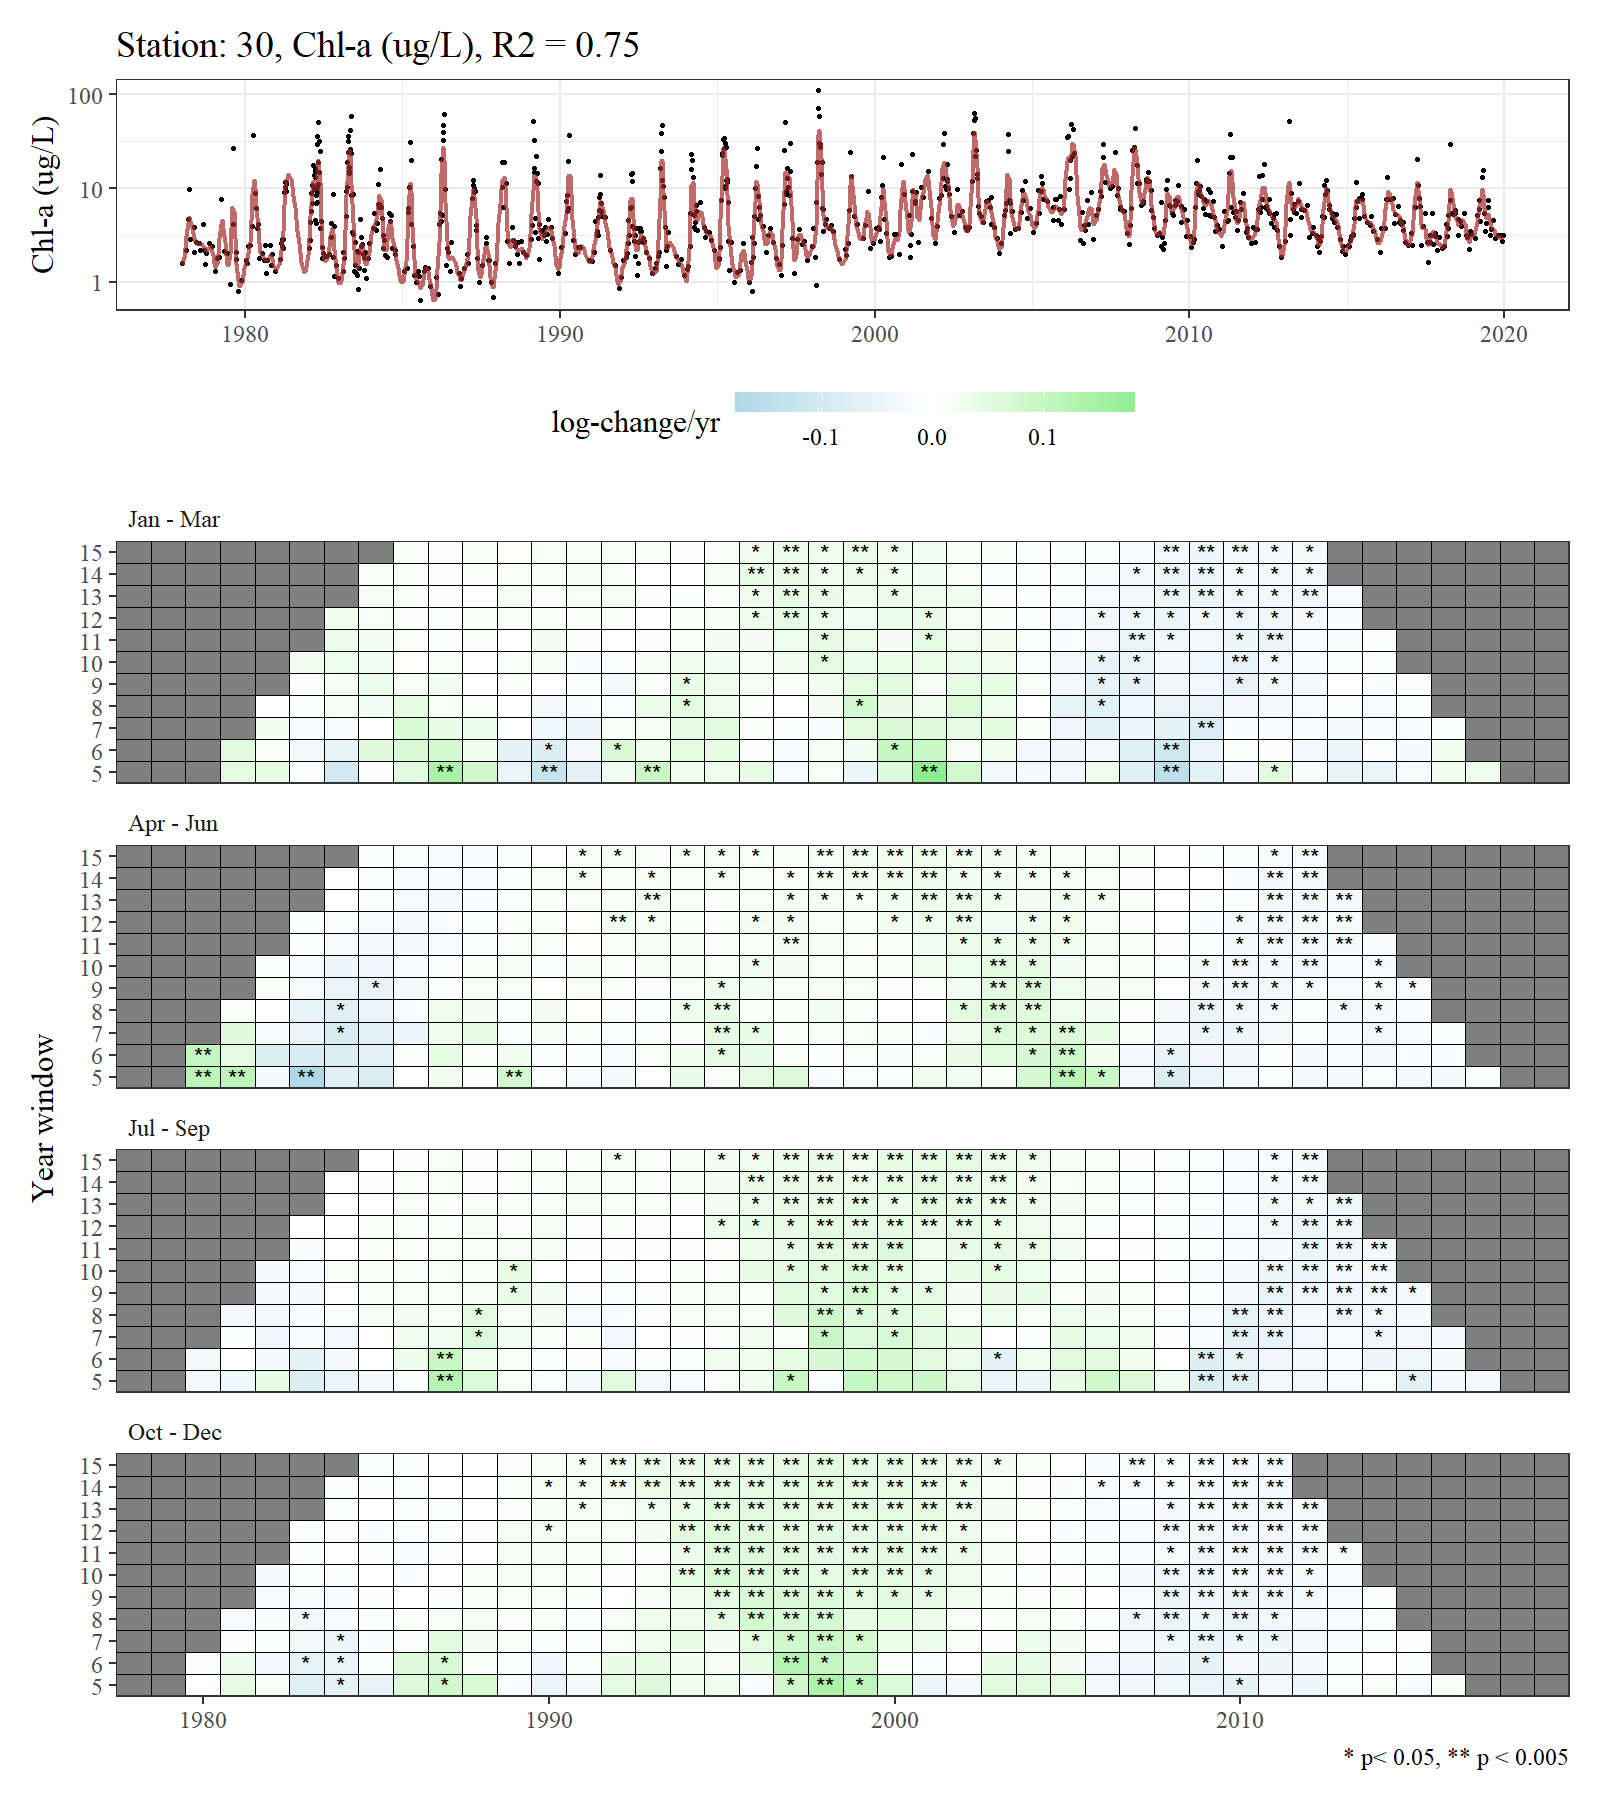 Station: 30, Chl-a (ug/L), R2 = 0.75
Chl-a (ug/L)
100
10
1
1980 1990 2000 2010 2020
log-change/yr
-0.1 0.0 0.1
Year window
Jan - Mar
15 * ** * ** * ** ** ** * *
14 ** ** * * * * ** ** * * *
13 * ** * * ** ** * * **
12 * ** * * * * * * * * *
11 * * ** * * **
10 * * * ** *
9 * * * * *
8 * * *
7 **
6 * * * **
5 ** ** ** ** ** *
Apr - Jun
15 * * * * * ** ** ** ** ** * * * **
14 * * * * ** ** ** ** * * * * ** **
13 ** * * * * ** ** * * * ** ** **
12 ** * * * * * ** * * * ** ** **
11 ** * * * * * ** ** **
10 * ** * * ** * ** *
9 * * ** ** * ** * * * *
8 * * ** * ** ** ** * * * *
7 * ** * * * ** * * *
6 ** * * ** *
5 ** ** ** ** ** * *
Jul - Sep
15 * * * ** ** ** ** ** ** ** * * **
14 ** ** ** ** ** ** ** ** * * **
13 * ** ** ** * ** ** ** * * * **
12 * * * ** ** ** ** ** * * ** **
11 * ** ** ** * * * ** ** **
10 * * * ** ** * ** ** ** **
9 * * ** * * ** ** ** ** *
8 * ** * * ** ** ** *
7 * * * ** ** *
6 ** * ** *
5 ** * ** ** *
Oct - Dec
15 * ** ** ** ** ** ** ** ** ** ** ** * ** * ** ** **
14 * * ** ** ** ** ** ** ** ** ** ** * * * * ** ** **
13 * * * ** ** ** ** ** ** ** ** * ** ** ** **
12 * ** ** ** ** ** ** ** ** * ** ** ** ** **
11 * ** ** ** ** ** ** ** * * ** ** ** ** *
10 ** ** ** ** * ** ** * ** ** ** ** *
9 ** ** ** ** * * * ** ** ** ** *
8 * * ** ** ** * ** * ** *
7 * * * ** * * ** * *
6 * * * ** * *
5 * * * ** * *
1980 1990 2000 2010
* p< 0.05, ** p < 0.005